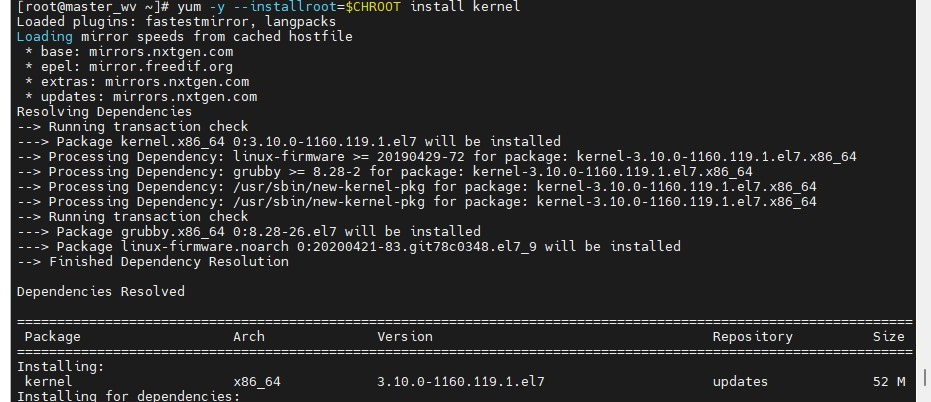 [root@master_wv ~]# yum -y --installroot=$CHROOT install kernel
Loaded plugins: fastestmirror, langpacks
Loading mirror speeds from cached hostfile
 * base: mirrors.nxtgen.com
 * epel: mirror.freedif.org
 * extras: mirrors.nxtgen.com
 * updates: mirrors.nxtgen.com
Resolving Dependencies
--> Running transaction check
---> Package kernel.x86_64 0:3.10.0-1160.119.1.el7 will be installed
--> Processing Dependency: linux-firmware >= 20190429-72 for package: kernel-3.10.0-1160.119.1.el7.x86_64
--> Processing Dependency: grubby >= 8.28-2 for package: kernel-3.10.0-1160.119.1.el7.x86_64
--> Processing Dependency: /usr/sbin/new-kernel-pkg for package: kernel-3.10.0-1160.119.1.el7.x86_64
--> Processing Dependency: /usr/sbin/new-kernel-pkg for package: kernel-3.10.0-1160.119.1.el7.x86_64
--> Running transaction check
---> Package grubby.x86_64 0:8.28-26.el7 will be installed
---> Package linux-firmware.noarch 0:20200421-83.git78c0348.el7_9 will be installed
--> Finished Dependency Resolution

Dependencies Resolved

================================================================================================================
 Package                   Arch              Version                                   Repository          Size
================================================================================================================
Installing:
 kernel                    x86_64            3.10.0-1160.119.1.el7                     updates             52 M
Installing for dependencies: